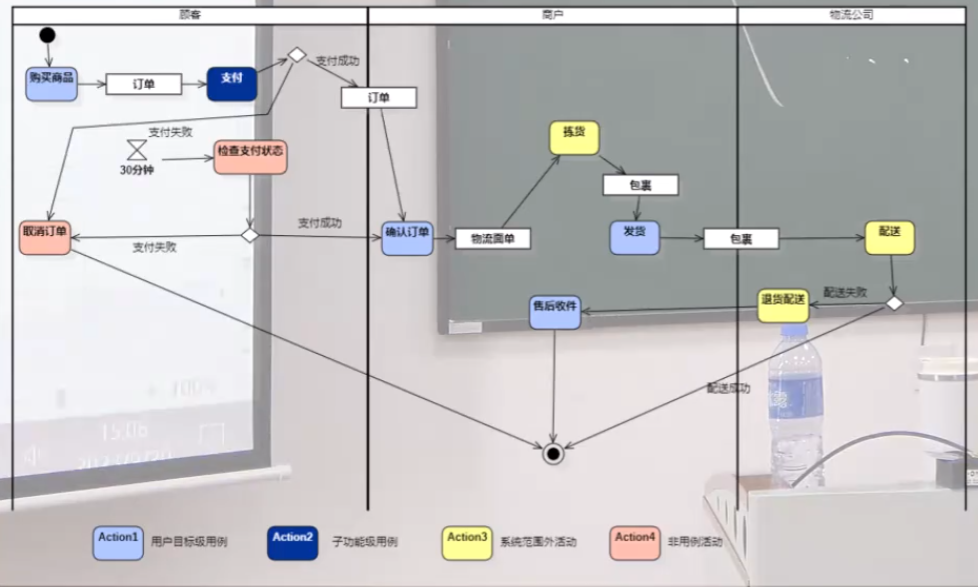 顾客
商户
物流公司
购买商品
订单
支付
支付成功
订单
支付失败
30分钟
检查支付状态
拣货
包裹
取消订单
支付失败
支付成功
确认订单
物流面单
发货
包裹
配送
售后收件
退货配送
配送失败
配送成功
100%
15:06
Action1
用户目标级用例
Action2
子功能级用例
Action3
系统范围外活动
Action4
非用例活动